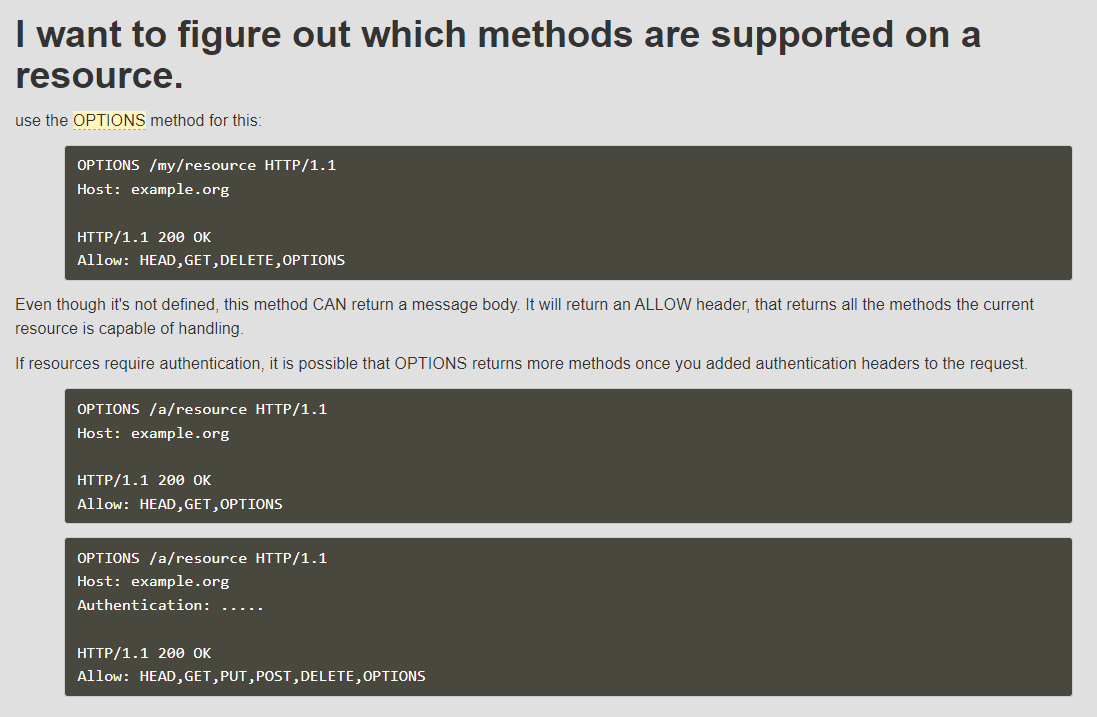 I want to figure out which methods are supported on a
resource.
use the OPTIONS method for this:
OPTIONS /my/resource HTTP/1.1
Host: example.org
HTTP/1.1 200 OK
Allow: HEAD,GET,DELETE,OPTIONS
Even though it's not defined, this method CAN return a message body. It will return an ALLOW header, that returns all the methods the current
resource is capable of handling.
If resources require authentication, it is possible that OPTIONS returns more methods once you added authentication headers to the request.
OPTIONS /a/resource HTTP/1.1
Host: example.org
HTTP/1.1 200 OK
Allow: HEAD,GET,OPTIONS
OPTIONS /a/resource HTTP/1.1
Host: example.org
Authentication: .....
HTTP/1.1 200 OK
Allow: HEAD,GET,PUT,POST,DELETE,OPTIONS